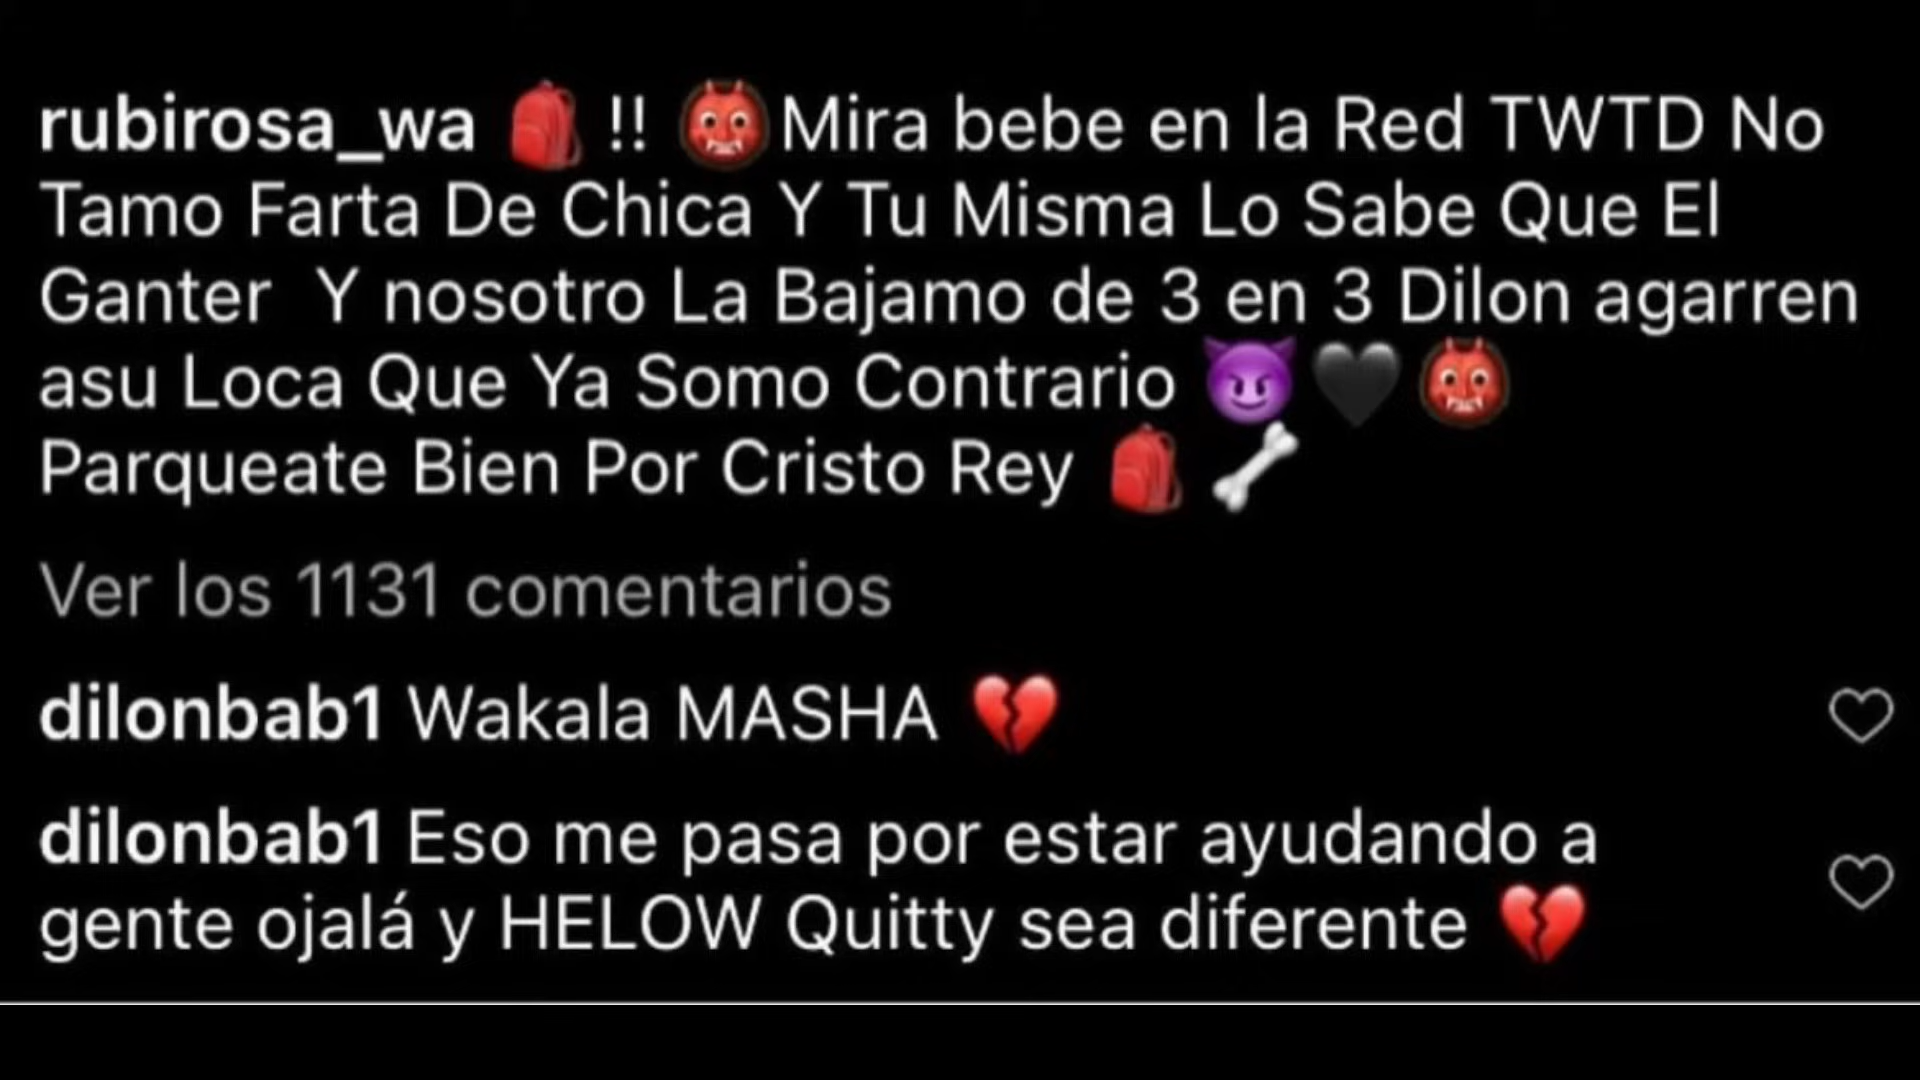 rubirosa_wa 🎒 !! 👹Mira bebe en la Red TWTD No
Tamo Farta De Chica Y Tu Misma Lo Sabe Que El
Ganter  Y nosotro La Bajamo de 3 en 3 Dilon agarren
asu Loca Que Ya Somo Contrario 😈🖤👹
Parqueate Bien Por Cristo Rey 🎒🦴
Ver los 1131 comentarios
dilonbab1 Wakala MASHA 💔
dilonbab1 Eso me pasa por estar ayudando a
gente ojalá y HELOW Quitty sea diferente 💔